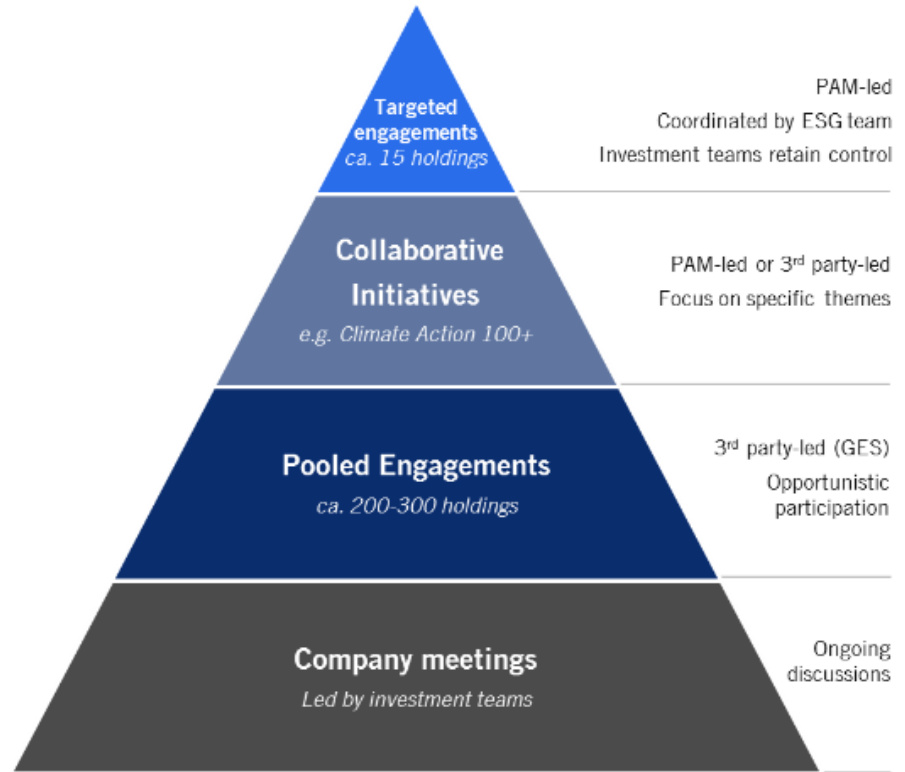 Targeted
engagements
ca. 15 holdings
PAM-led
Coordinated by ESG team
Investment teams retain control
Collaborative
Initiatives
e.g. Climate Action 100+
PAM-led or 3rd party-led
Focus on specific themes
Pooled Engagements
ca. 200-300 holdings
3rd party-led (GES)
Opportunistic
participation
Company meetings
Led by investment teams
Ongoing
discussions